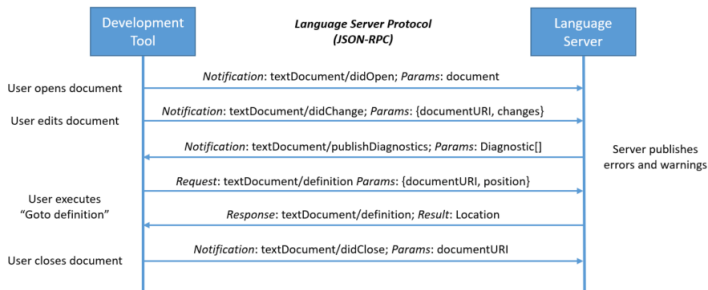 Development
Tool
Language Server Protocol
(JSON-RPC)
Language
Server
Notification: textDocument/didOpen; Params: document
User opens document
Notification: textDocument/didChange; Params: {documentURI, changes}
User edits document
Notification: textDocument/publishDiagnostics; Params: Diagnostic[]
Server publishes
errors and warnings
Request: textDocument/definition Params: {documentURI, position}
User executes
“Goto definition”
Response: textDocument/definition; Result: Location
Notification: textDocument/didClose; Params: documentURI
User closes document